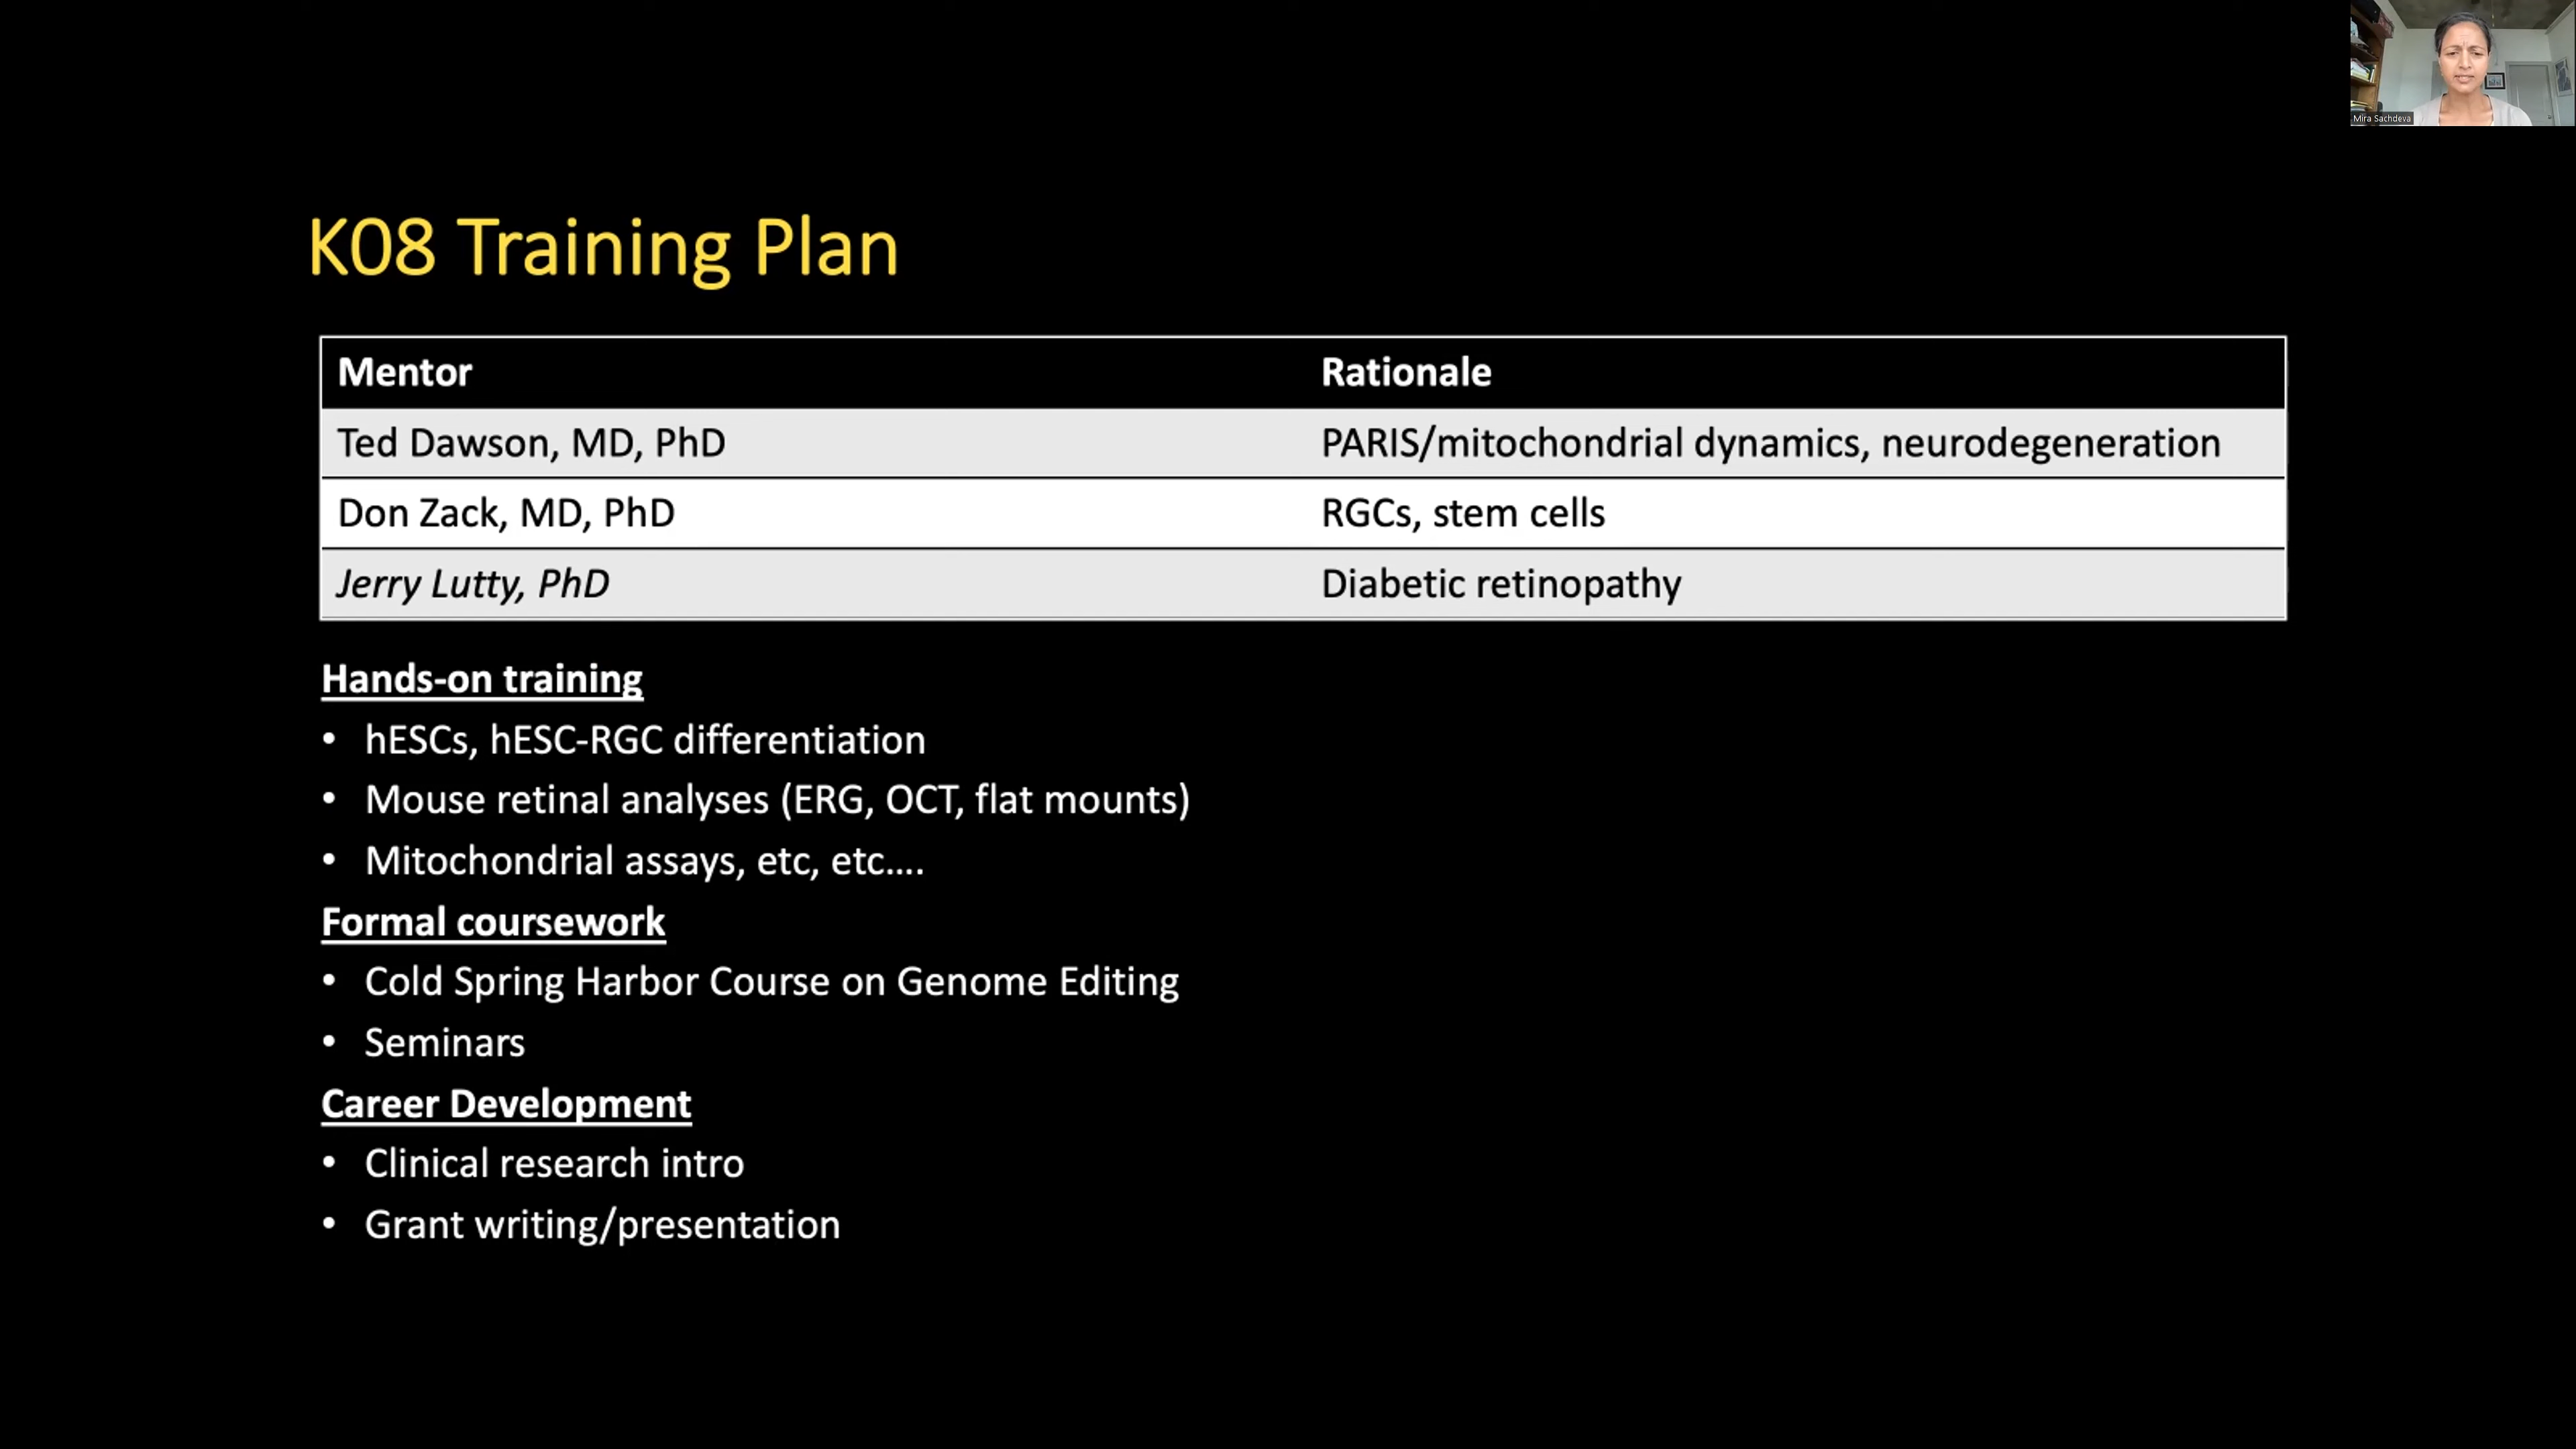 Mira Sachdeva
K08 Training Plan
Mentor Rationale
Ted Dawson, MD, PhD PARIS/mitochondrial dynamics, neurodegeneration
Don Zack, MD, PhD RGCs, stem cells
Jerry Lutty, PhD Diabetic retinopathy
Hands-on training
• hESCs, hESC-RGC differentiation
• Mouse retinal analyses (ERG, OCT, flat mounts)
• Mitochondrial assays, etc, etc….
Formal coursework
• Cold Spring Harbor Course on Genome Editing
• Seminars
Career Development
• Clinical research intro
• Grant writing/presentation